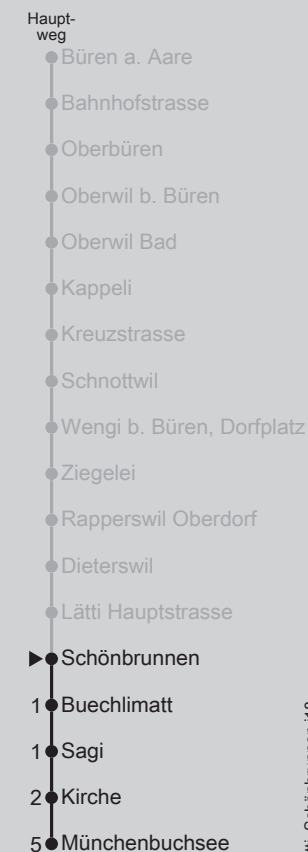 Haupt-
weg
Büren a. Aare
Bahnhofstrasse
Oberbüren
Oberwil b. Büren
Oberwil Bad
Kappeli
Kreuzstrasse
Schnottwil
Wengi b. Büren, Dorfplatz
Ziegelei
Rapperswil Oberdorf
Dieterswil
Lätti Hauptstrasse
Schönbrunnen
1 Buechlimatt
1 Sagi
2 Kirche
5 Münchenbuchsee